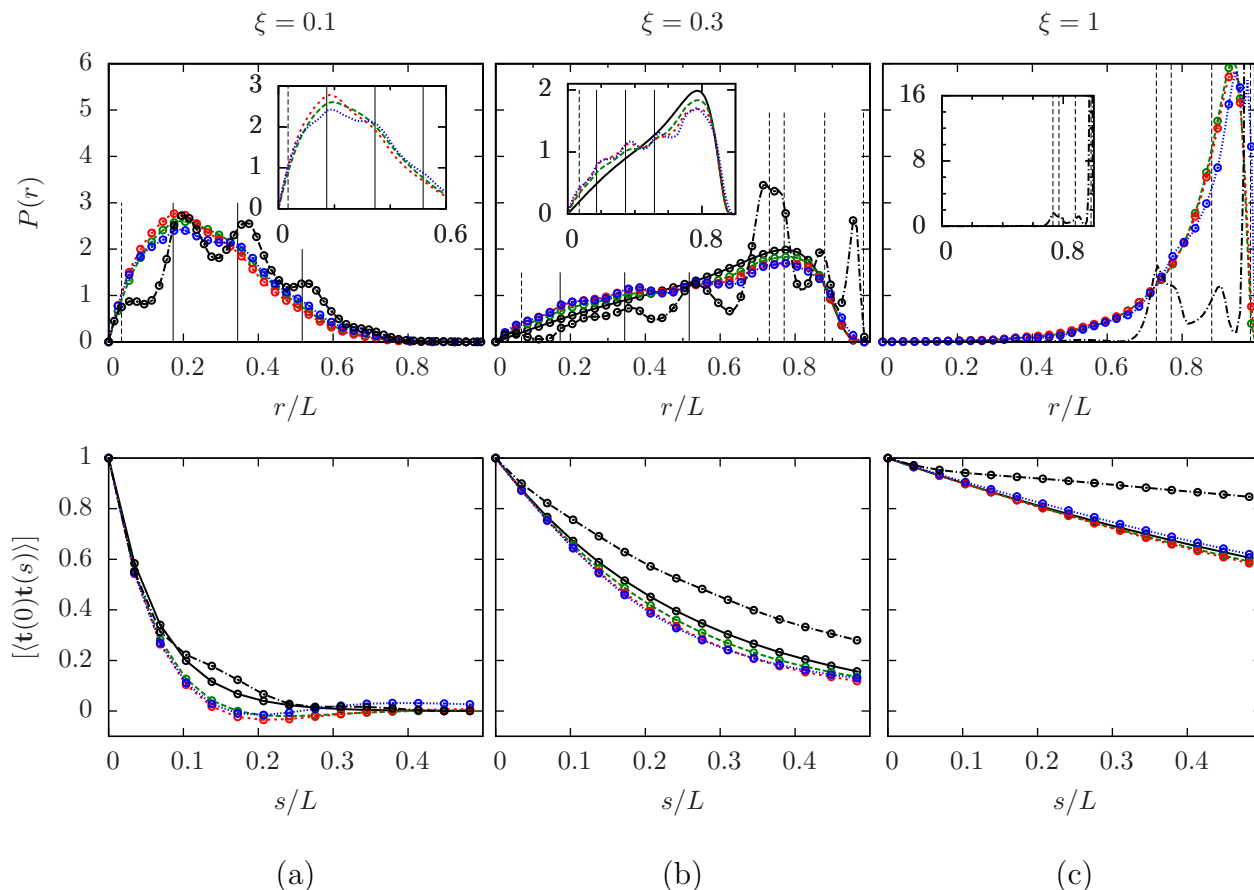 ξ = 0.1 ξ = 0.3 ξ = 1
6
5
4
3
2
1
0
P(r)
3
2
1
0
0 0.6
2
1
0
0 0.8
16
12
8
4
0
0 0.8
0 0.2 0.4 0.6 0.8
0 0.2 0.4 0.6 0.8
0.2 0.4 0.6 0.8
r/L r/L r/L
1
0.8
0.6
0.4
0.2
0
[⟨t(0)t(s)⟩]
0 0.1 0.2 0.3 0.4
0 0.1 0.2 0.3 0.4
0 0.1 0.2 0.3 0.4
s/L s/L s/L
(a) (b) (c)